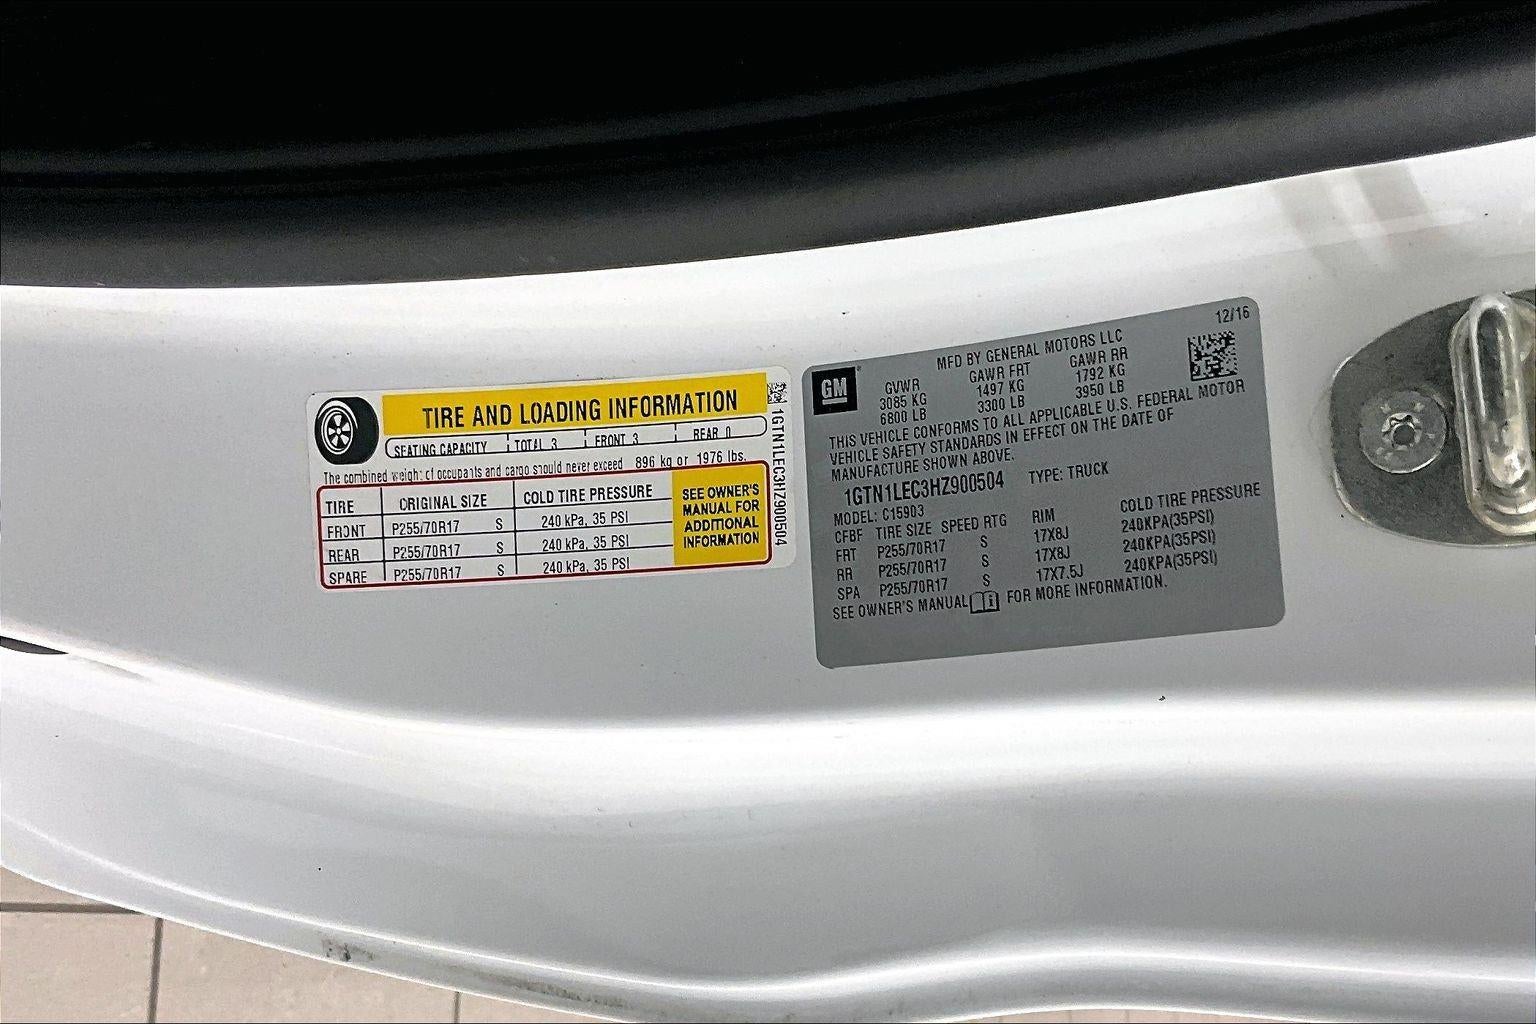 TIRE AND LOADING INFORMATION
SEATING CAPACITY TOTAL 3 FRONT 3 REAR 0
The combined weight of occupants and cargo should never exceed 896 kg or 1976 lbs.
TIRE ORIGINAL SIZE COLD TIRE PRESSURE
FRONT P255/70R17 S 240 kPa, 35 PSI
REAR P255/70R17 S 240 kPa, 35 PSI
SPARE P255/70R17 S 240 kPa, 35 PSI
SEE OWNER'S
MANUAL FOR
ADDITIONAL
INFORMATION
1GTN1LEC3HZ900504
12/16
GM
MFD BY GENERAL MOTORS LLC
GVWR GAWR FRT GAWR RR
3085 KG 1497 KG 1792 KG
6800 LB 3300 LB 3950 LB
THIS VEHICLE CONFORMS TO ALL APPLICABLE U.S. FEDERAL MOTOR
VEHICLE SAFETY STANDARDS IN EFFECT ON THE DATE OF
MANUFACTURE SHOWN ABOVE.
1GTN1LEC3HZ900504 TYPE: TRUCK
MODEL: C15903
CFBF TIRE SIZE SPEED RTG RIM COLD TIRE PRESSURE
FRT P255/70R17 S 17X8J 240KPA(35PSI)
RR P255/70R17 S 17X8J 240KPA(35PSI)
SPA P255/70R17 S 17X7.5J 240KPA(35PSI)
SEE OWNER'S MANUAL FOR MORE INFORMATION.